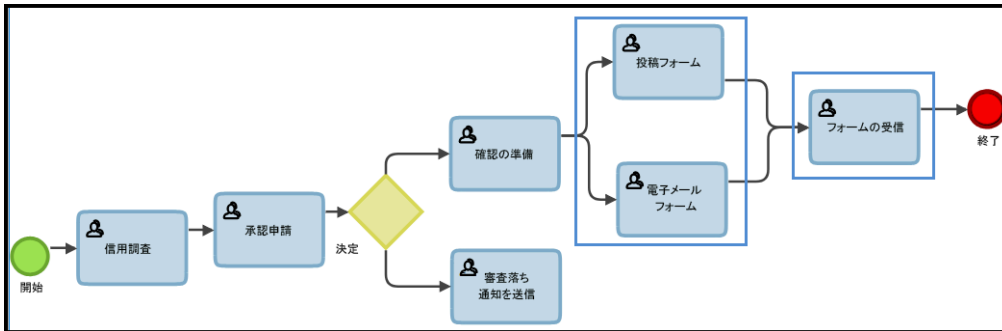 開始
信用調査
承認申請
決定
確認の準備
審査落ち
通知を送信
投稿フォーム
電子メール
フォーム
フォームの受信
終了